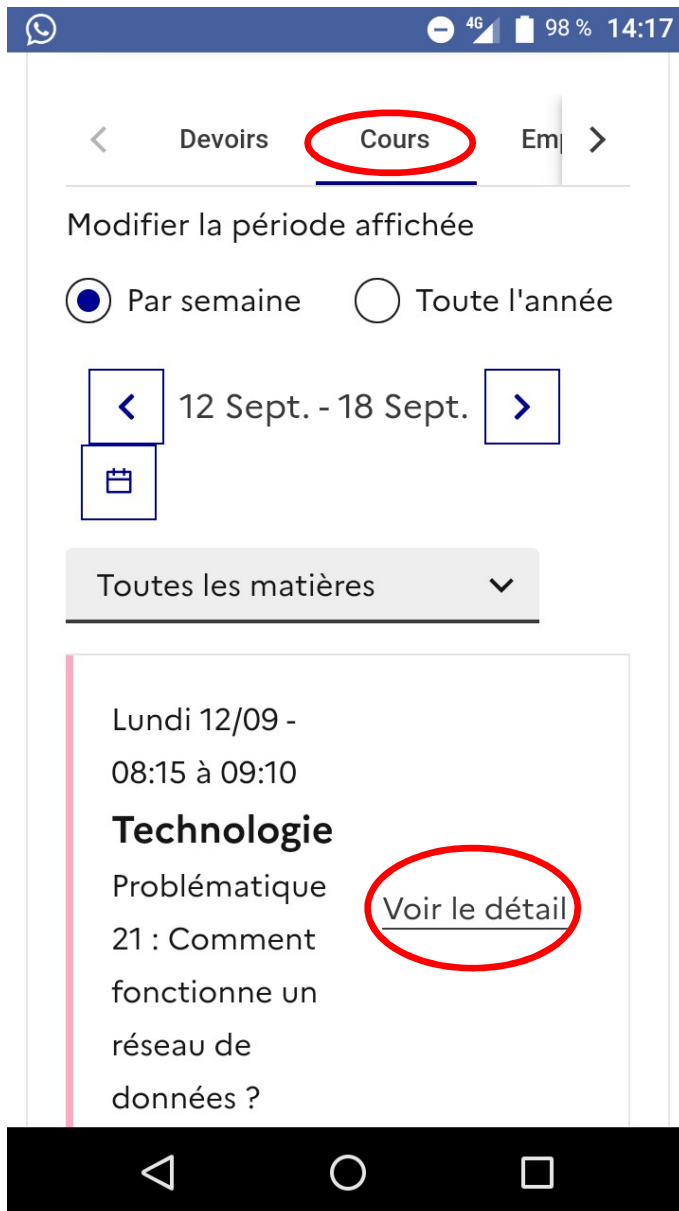 4G 98 % 14:17
Devoirs Cours Em
Modifier la période affichée
Par semaine Toute l'année
12 Sept. - 18 Sept.
Toutes les matières
Lundi 12/09 -
08:15 à 09:10
Technologie
Problématique
21 : Comment
fonctionne un
réseau de
données ?
Voir le détail